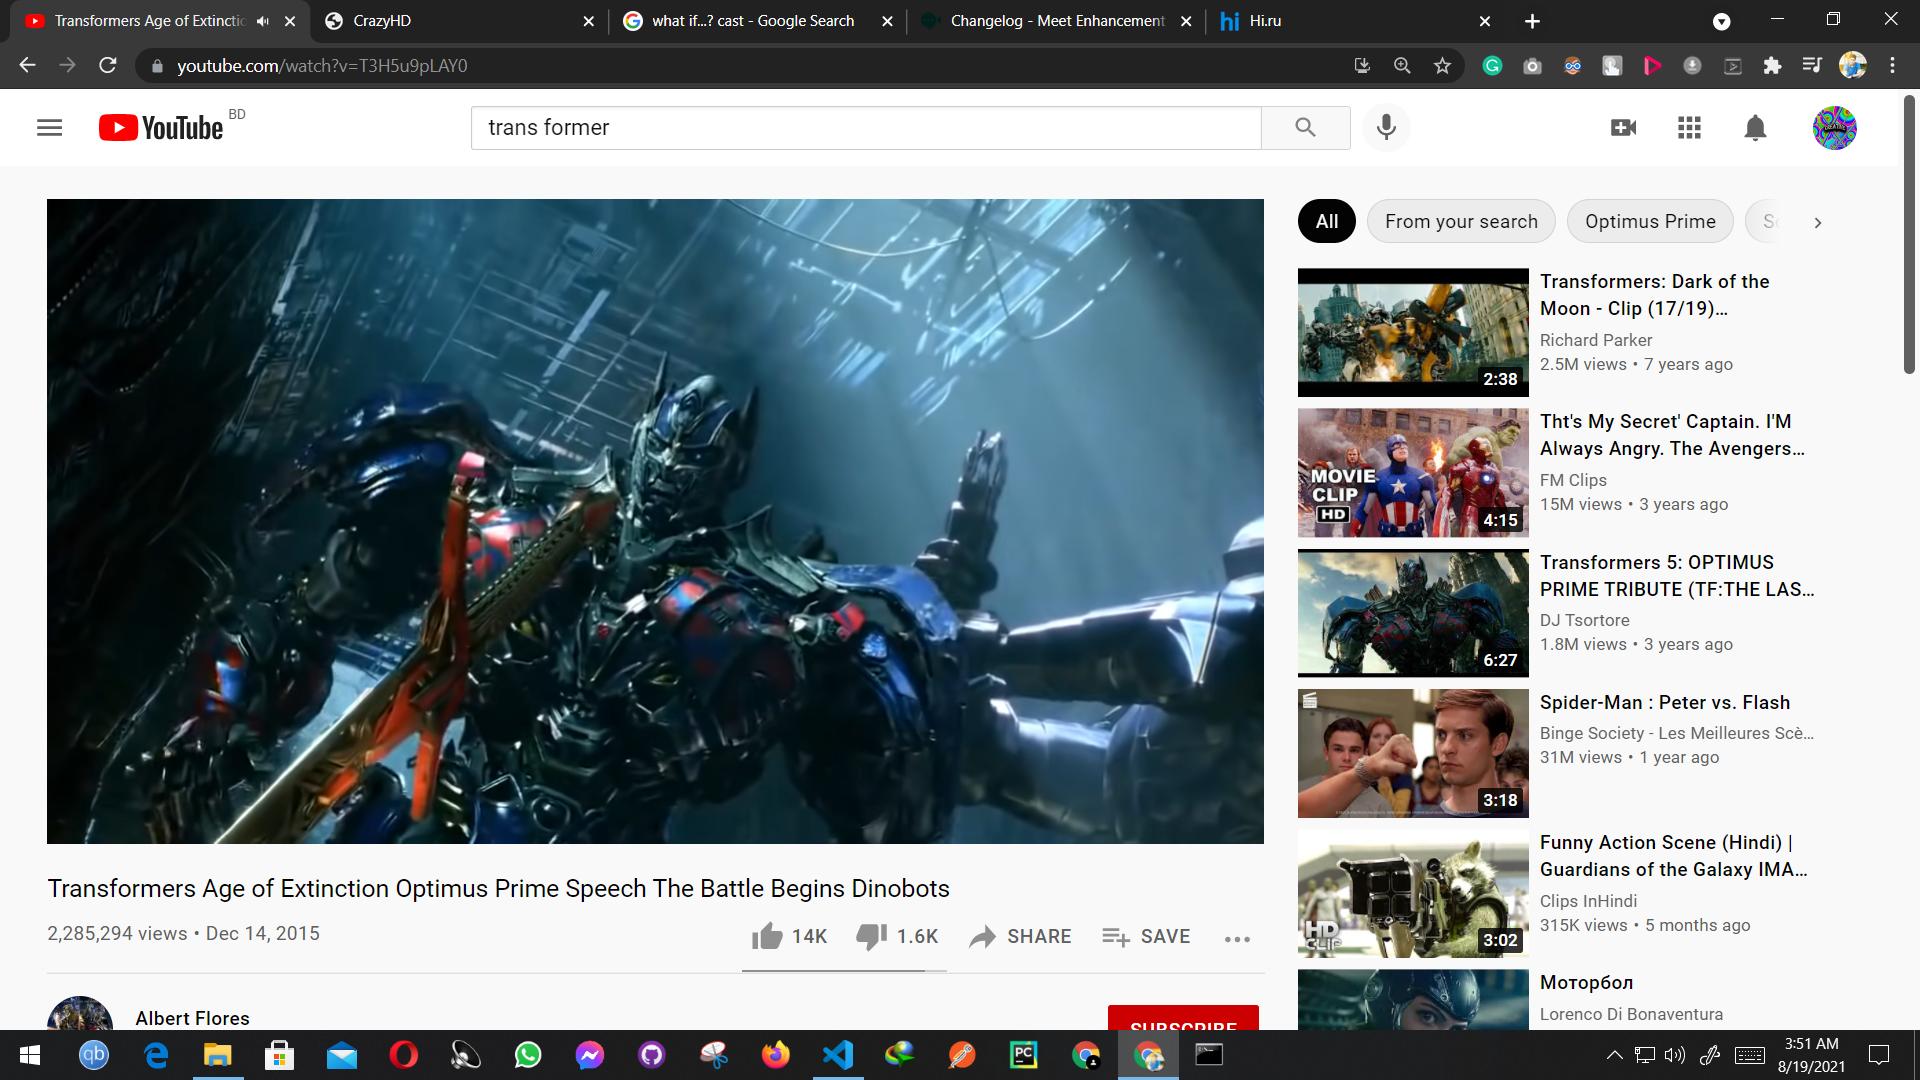 Transformers Age of Extinctic
CrazyHD
what if...? cast - Google Search
Changelog - Meet Enhancement
hi Hi.ru
youtube.com/watch?v=T3H5u9pLAY0
YouTube BD
trans former
All
From your search
Optimus Prime
Transformers: Dark of the
Moon - Clip (17/19)...
Richard Parker
2.5M views • 7 years ago
2:38
Tht's My Secret' Captain. I'M
Always Angry. The Avengers...
FM Clips
15M views • 3 years ago
MOVIE
CLIP
HD
4:15
Transformers 5: OPTIMUS
PRIME TRIBUTE (TF:THE LAS...
DJ Tsortore
1.8M views • 3 years ago
6:27
Spider-Man : Peter vs. Flash
Binge Society - Les Meilleures Scè...
31M views • 1 year ago
3:18
Funny Action Scene (Hindi) |
Guardians of the Galaxy IMA...
Clips InHindi
315K views • 5 months ago
HD
CLIP
3:02
Моторбол
Lorenco Di Bonaventura
Transformers Age of Extinction Optimus Prime Speech The Battle Begins Dinobots
2,285,294 views • Dec 14, 2015
14K
1.6K
SHARE
SAVE
Albert Flores
SUBSCRIBE
qb
PC
3:51 AM
8/19/2021